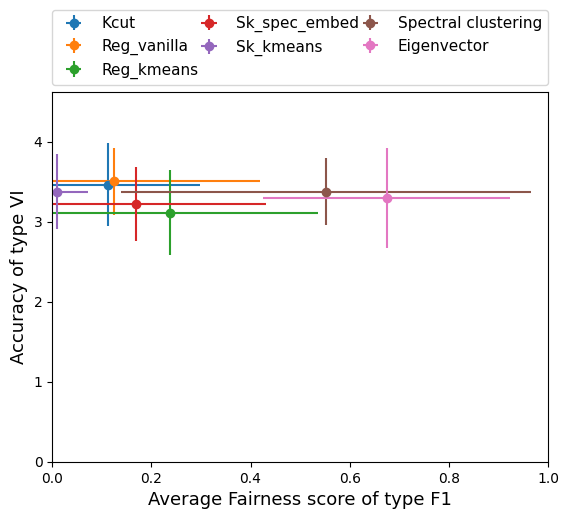 Kcut
Reg_vanilla
Reg_kmeans
Sk_spec_embed
Sk_kmeans
Spectral clustering
Eigenvector
Accuracy of type VI
4
3
2
1
0
0.0 0.2 0.4 0.6 0.8 1.0
Average Fairness score of type F1